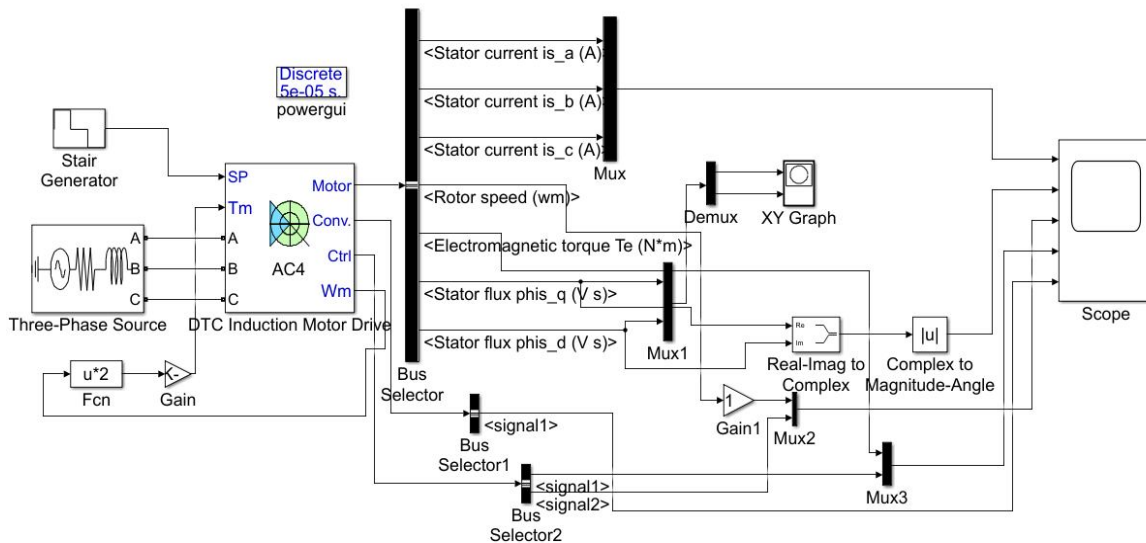 <Stator current is_a (A)>
Discrete
5e-05 s.
powergui
<Stator current is_b (A)>
<Stator current is_c (A)>
Mux
Stair
Generator
SP
Tm
A
B
C
Motor
Conv.
Ctrl
Wm
AC4
DTC Induction Motor Drive
A
B
C
Three-Phase Source
<Rotor speed (wm)>
Demux
XY Graph
<Electromagnetic torque Te (N*m)>
<Stator flux phis_q (V s)>
<Stator flux phis_d (V s)>
Mux1
Scope
Re
Im
Real-Imag to
Complex
|u|
Complex to
Magnitude-Angle
u*2
Fcn
K-
Gain
Bus
Selector
<signal1>
Bus
Selector1
1
Gain1
Mux2
<signal1>
<signal2>
Bus
Selector2
Mux3